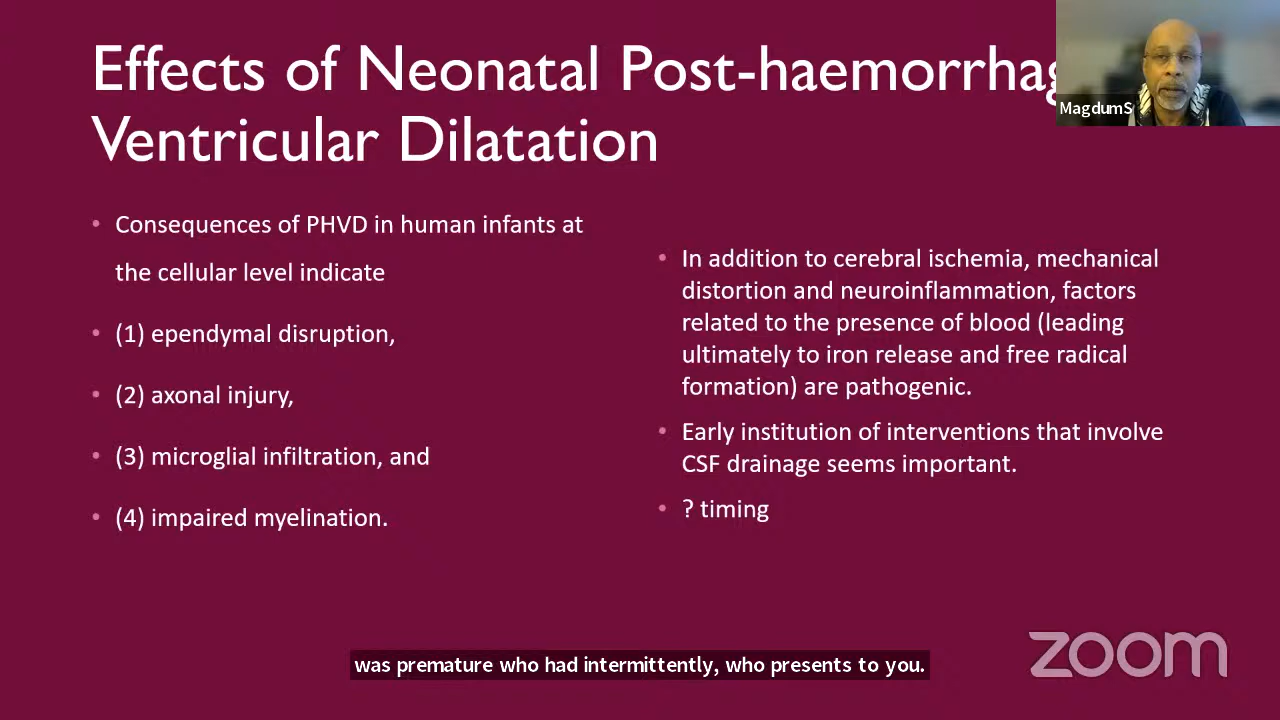 Effects of Neonatal Post-haemorrhag
Ventricular Dilatation
MagdumS
• Consequences of PHVD in human infants at
the cellular level indicate
• (1) ependymal disruption,
• (2) axonal injury,
• (3) microglial infiltration, and
• (4) impaired myelination.
• In addition to cerebral ischemia, mechanical
distortion and neuroinflammation, factors
related to the presence of blood (leading
ultimately to iron release and free radical
formation) are pathogenic.
• Early institution of interventions that involve
CSF drainage seems important.
• ? timing
was premature who had intermittently, who presents to you.
zoom